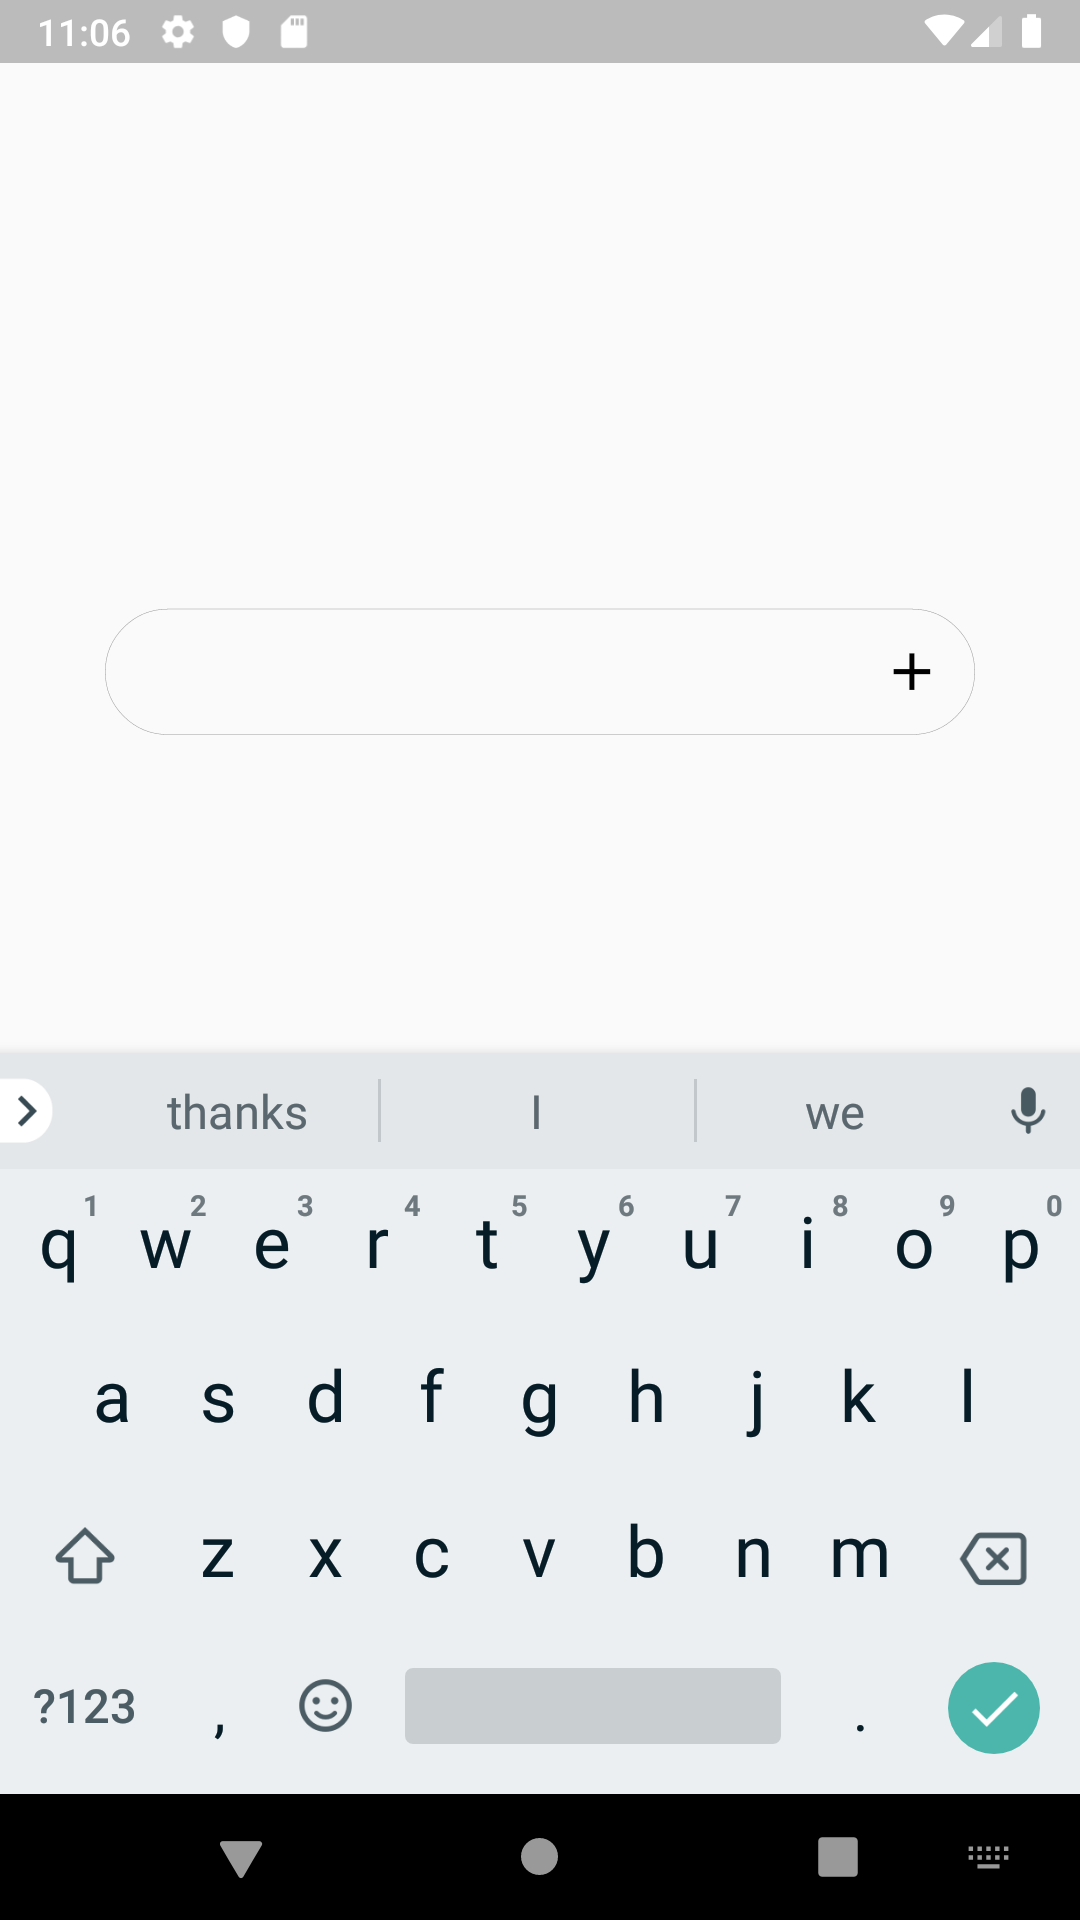 11:06
+
thanks I we
q 1 w 2 e 3 r 4 t 5 y 6 u 7 i 8 o 9 p 0
a s d f g h j k l
z x c v b n m
?123 , .